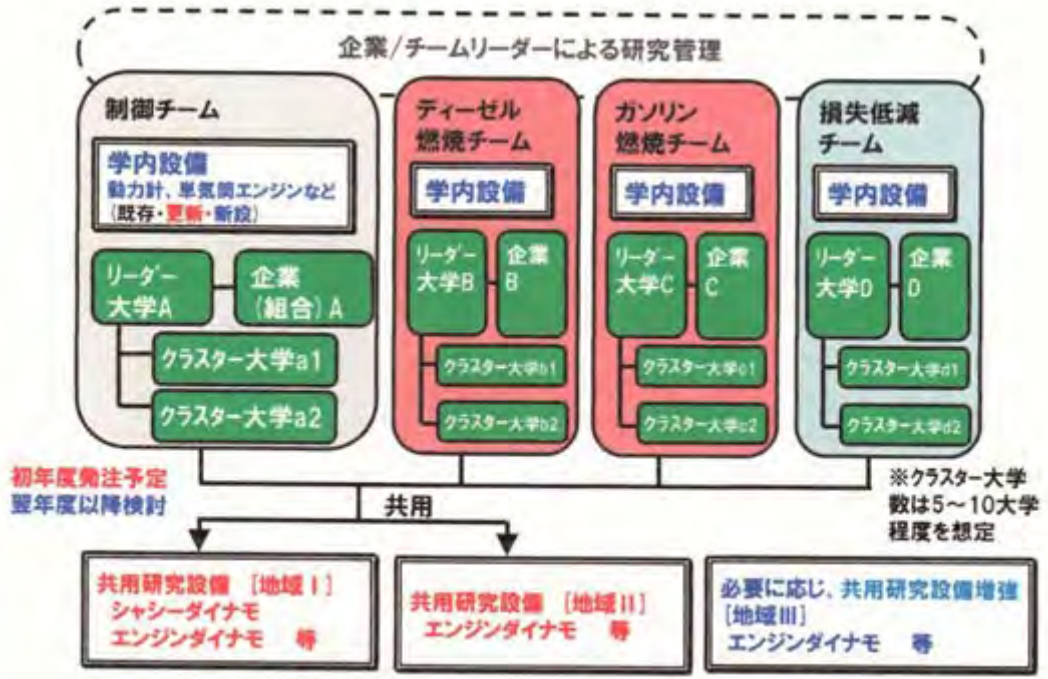 企業/チームリーダーによる研究管理
制御チーム
学内設備
動力計、単気筒エンジンなど
(既存・更新・新設)
リーダー
大学A
企業
(組合)A
クラスター大学a1
クラスター大学a2
ディーゼル
燃焼チーム
学内設備
リーダー
大学B
企業
B
クラスター大学b1
クラスター大学b2
ガソリン
燃焼チーム
学内設備
リーダー
大学C
企業
C
クラスター大学c1
クラスター大学c2
損失低減
チーム
学内設備
リーダー
大学D
企業
D
クラスター大学d1
クラスター大学d2
初年度発注予定
翌年度以降検討
共用
※クラスター大学
数は5~10大学
程度を想定
共用研究設備 [地域I]
シャシーダイナモ
エンジンダイナモ 等
共用研究設備 [地域II]
エンジンダイナモ 等
必要に応じ、共用研究設備増強
[地域III]
エンジンダイナモ 等